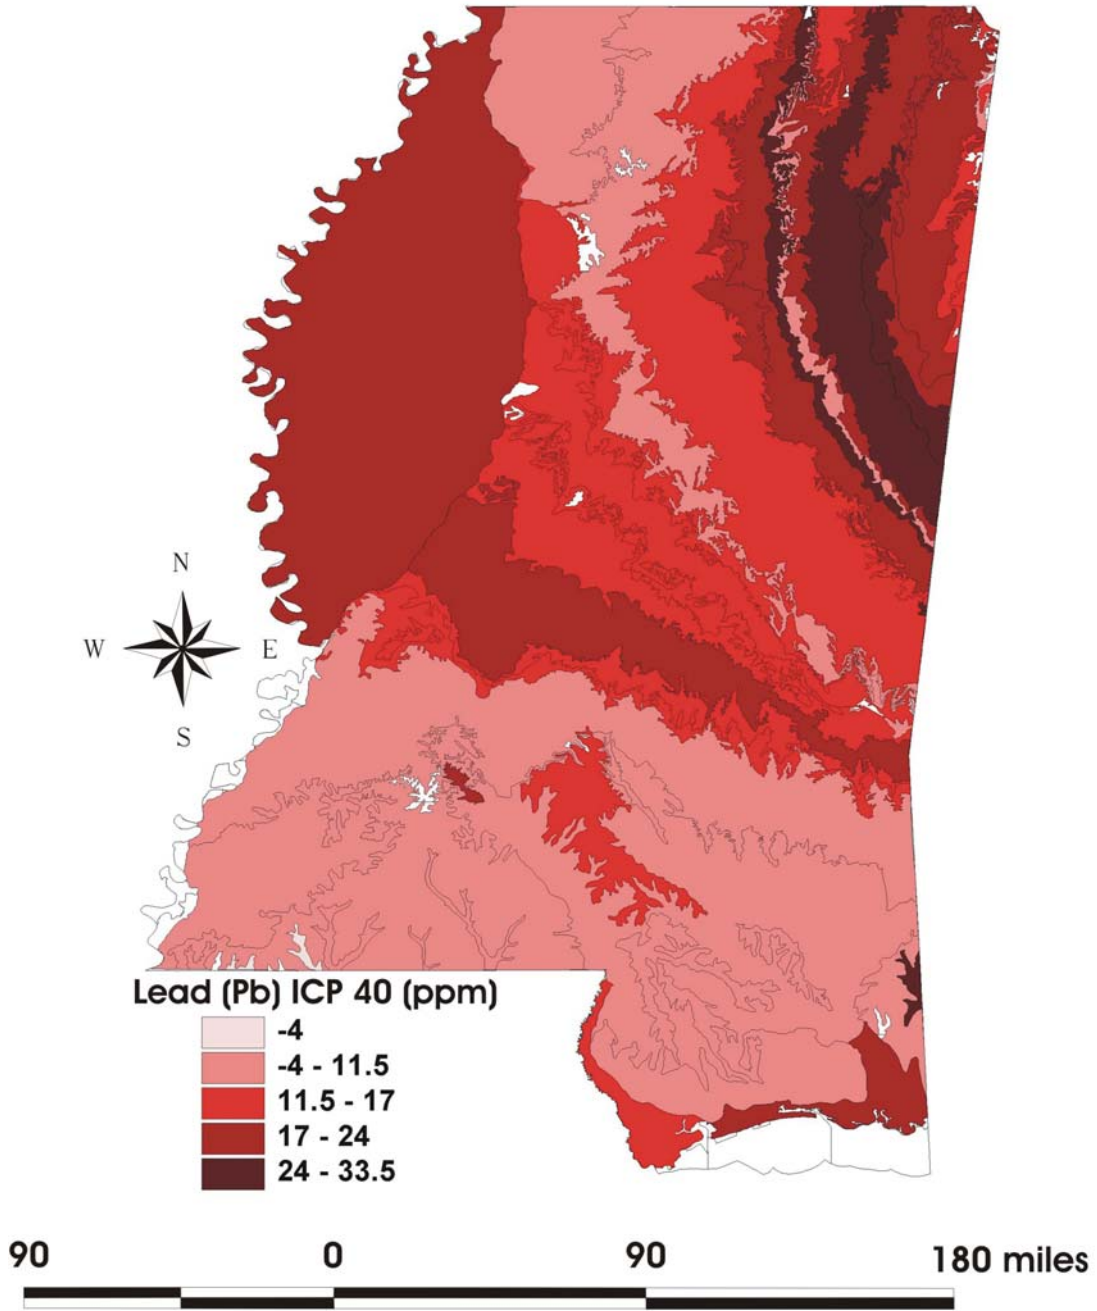 N
W E
S
Lead (Pb) ICP 40 (ppm)
-4
-4 - 11.5
11.5 - 17
17 - 24
24 - 33.5
90 0 90 180 miles